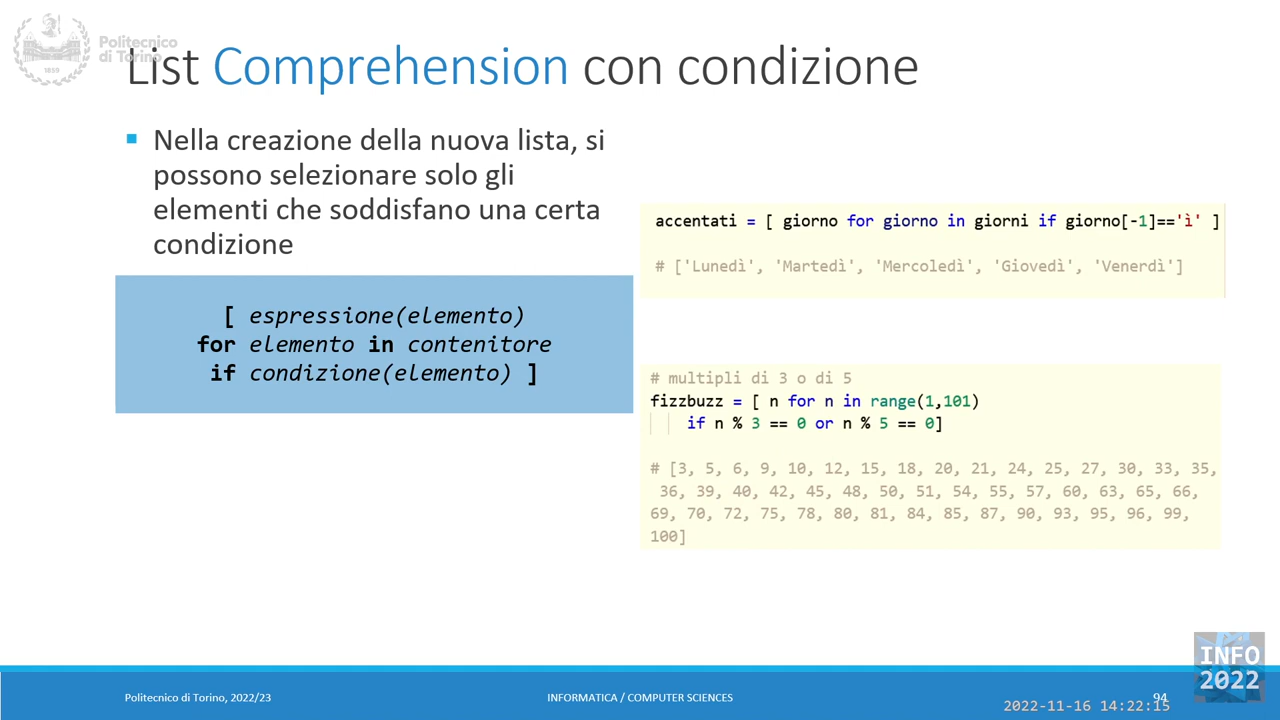 Politecnico
di Torino
1859
List Comprehension con condizione
▪ Nella creazione della nuova lista, si
possono selezionare solo gli
elementi che soddisfano una certa
condizione
[ espressione(elemento)
for elemento in contenitore
if condizione(elemento) ]
accentati = [ giorno for giorno in giorni if giorno[-1]=='ì' ]
# ['Lunedì', 'Martedì', 'Mercoledì', 'Giovedì', 'Venerdì']
# multipli di 3 o di 5
fizzbuzz = [ n for n in range(1,101)
if n % 3 == 0 or n % 5 == 0]
# [3, 5, 6, 9, 10, 12, 15, 18, 20, 21, 24, 25, 27, 30, 33, 35,
36, 39, 40, 42, 45, 48, 50, 51, 54, 55, 57, 60, 63, 65, 66,
69, 70, 72, 75, 78, 80, 81, 84, 85, 87, 90, 93, 95, 96, 99,
100]
INFO
2022
Politecnico di Torino, 2022/23
INFORMATICA / COMPUTER SCIENCES
94
2022-11-16 14:22:15